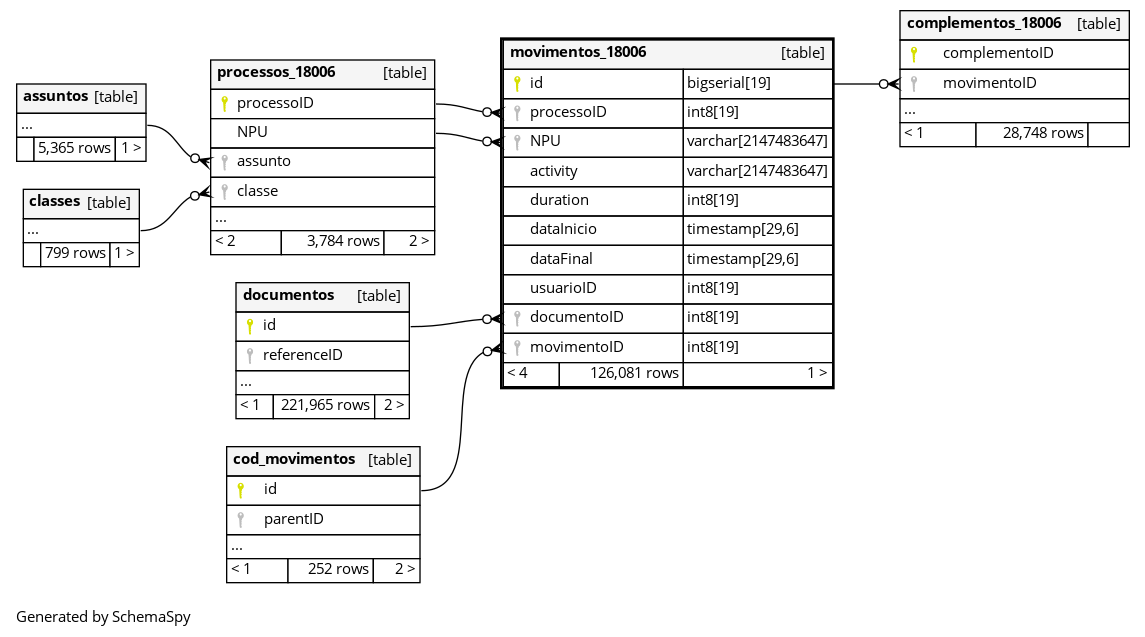 assuntos [table]
...
5,365 rows 1 >
classes [table]
...
799 rows 1 >
processos_18006 [table]
processoID
NPU
assunto
classe
...
< 2 3,784 rows 2 >
documentos [table]
id
referenceID
...
< 1 221,965 rows 2 >
cod_movimentos [table]
id
parentID
...
< 1 252 rows 2 >
movimentos_18006 [table]
id bigserial[19]
processoID int8[19]
NPU varchar[2147483647]
activity varchar[2147483647]
duration int8[19]
dataInicio timestamp[29,6]
dataFinal timestamp[29,6]
usuarioID int8[19]
documentoID int8[19]
movimentoID int8[19]
< 4 126,081 rows 1 >
complementos_18006 [table]
complementoID
movimentoID
...
< 1 28,748 rows
Generated by SchemaSpy